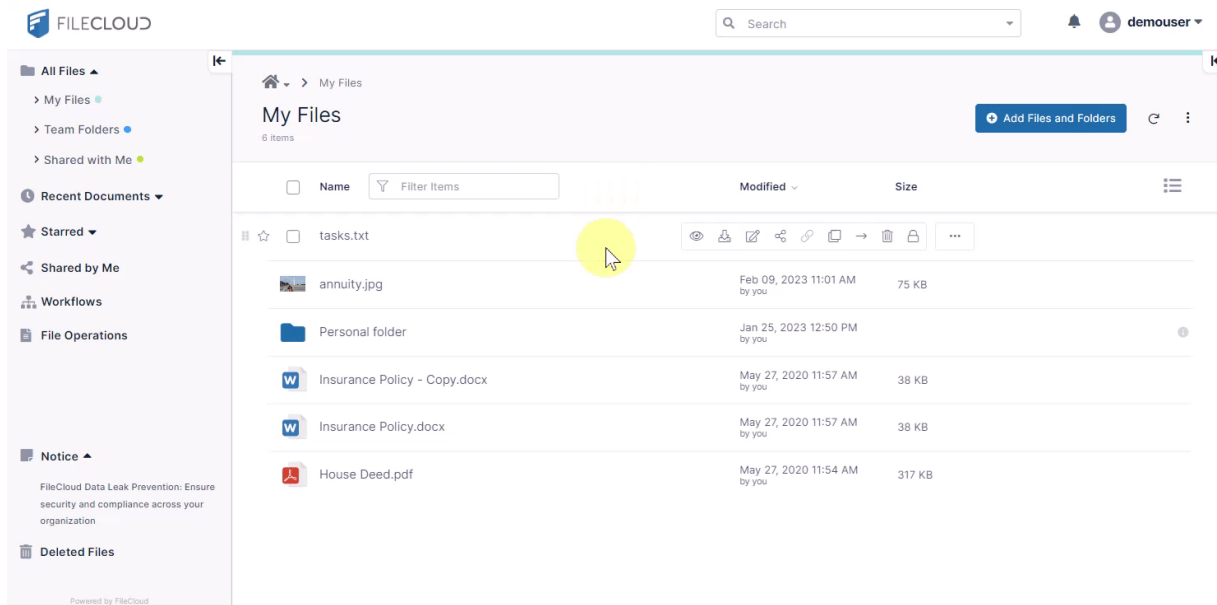 FILECLOUD
Search
demouser
All Files
My Files
Team Folders
Shared with Me
Recent Documents
Starred
Shared by Me
Workflows
File Operations
Notice
FileCloud Data Leak Prevention: Ensure
security and compliance across your
organization
Deleted Files
Powered by FileCloud
My Files
My Files
6 items
Add Files and Folders
Name Filter Items Modified Size
tasks.txt
annuity.jpg Feb 09, 2023 11:01 AM 75 KB
by you
Personal folder Jan 25, 2023 12:50 PM
by you
Insurance Policy - Copy.docx May 27, 2020 11:57 AM 38 KB
by you
Insurance Policy.docx May 27, 2020 11:57 AM 38 KB
by you
House Deed.pdf May 27, 2020 11:54 AM 317 KB
by you